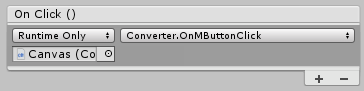 On Click ()
Runtime Only Converter.OnMButtonClick
Canvas (Co